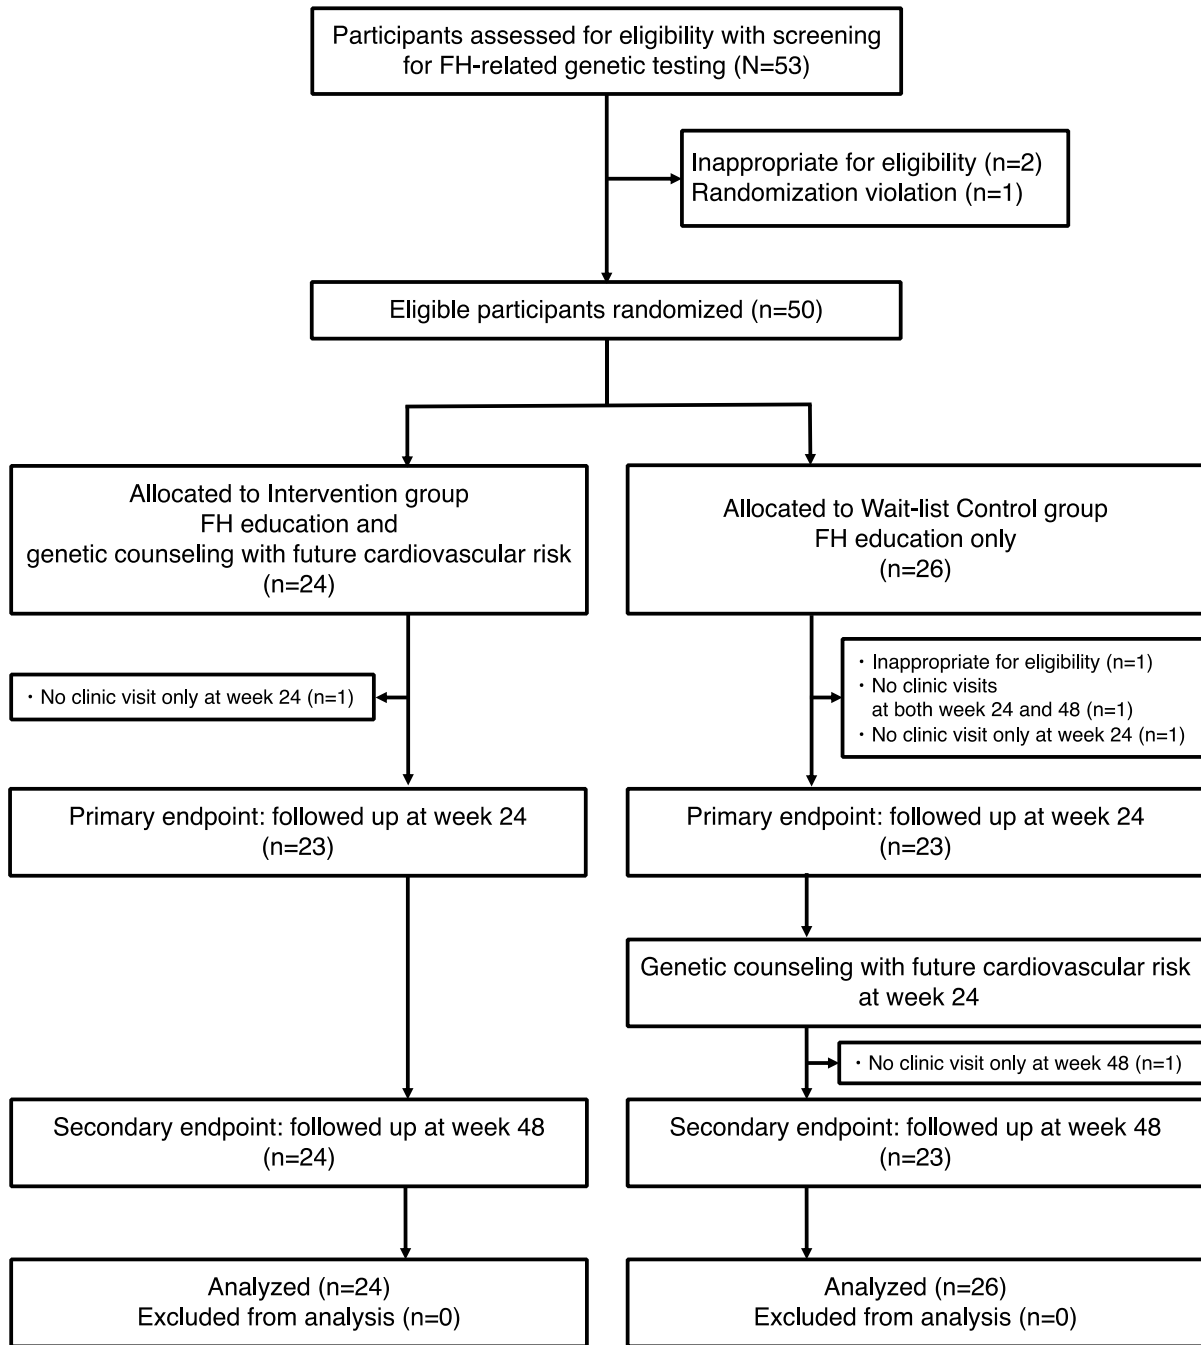 Participants assessed for eligibility with screening
for FH-related genetic testing (N=53)
Inappropriate for eligibility (n=2)
Randomization violation (n=1)
Eligible participants randomized (n=50)
Allocated to Intervention group
FH education and
genetic counseling with future cardiovascular risk
(n=24)
Allocated to Wait-list Control group
FH education only
(n=26)
・No clinic visit only at week 24 (n=1)
・Inappropriate for eligibility (n=1)
・No clinic visits
at both week 24 and 48 (n=1)
・No clinic visit only at week 24 (n=1)
Primary endpoint: followed up at week 24
(n=23)
Primary endpoint: followed up at week 24
(n=23)
Genetic counseling with future cardiovascular risk
at week 24
・No clinic visit only at week 48 (n=1)
Secondary endpoint: followed up at week 48
(n=24)
Secondary endpoint: followed up at week 48
(n=23)
Analyzed (n=24)
Excluded from analysis (n=0)
Analyzed (n=26)
Excluded from analysis (n=0)